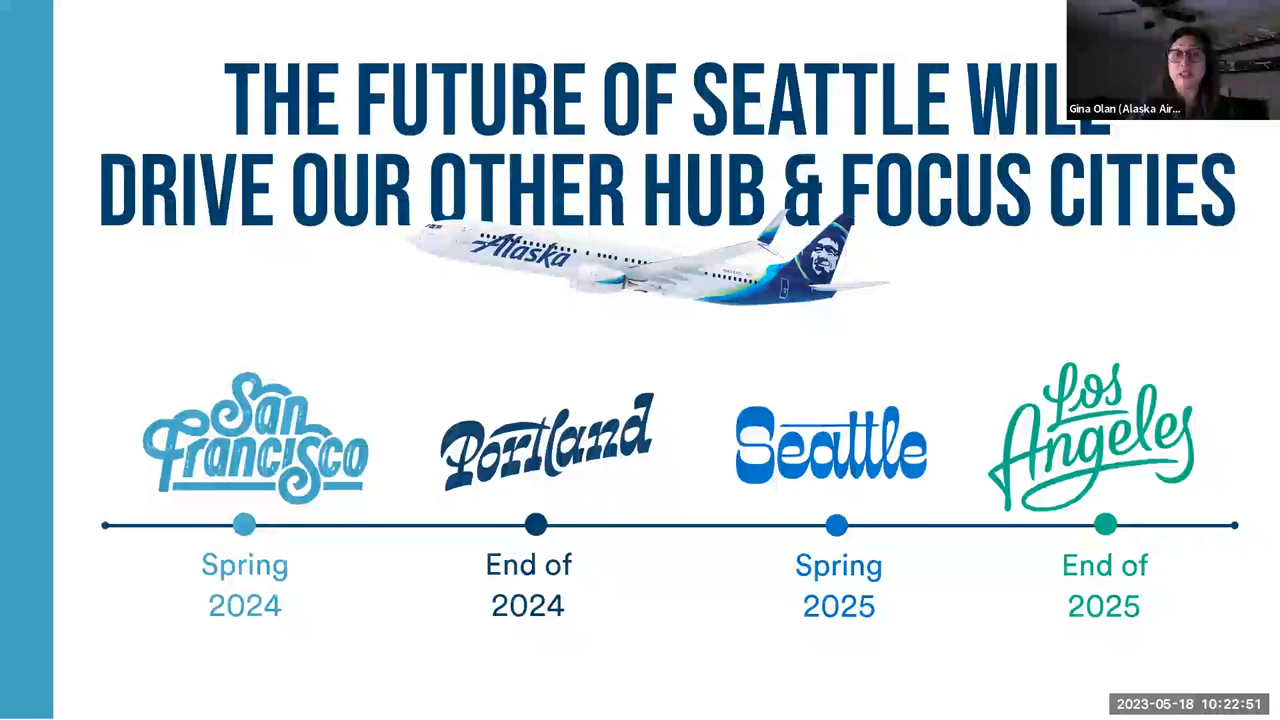 THE FUTURE OF SEATTLE WILL
DRIVE OUR OTHER HUB & FOCUS CITIES
Gina Olan (Alaska Air...
Alaska
San
Francisco
Portland
Seattle
Los
Angeles
Spring
2024
End of
2024
Spring
2025
End of
2025
2023-05-18 10:22:51